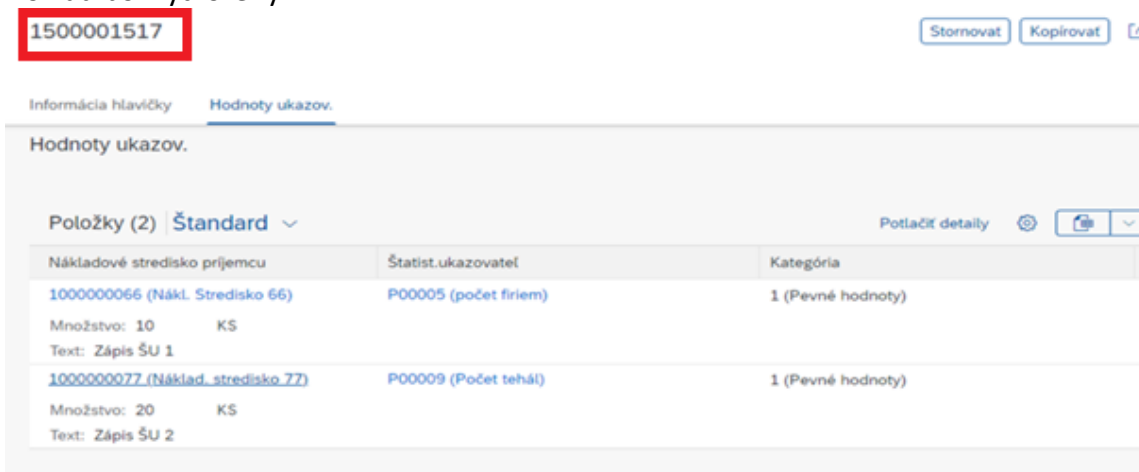 1500001517
Stornovať Kopírovať
Informácia hlavičky Hodnoty ukazov.
Hodnoty ukazov.
Položky (2) Štandard
Potlačiť detaily
Nákladové stredisko príjemcu Štatist.ukazovateľ Kategória
1000000066 (Nákl. Stredisko 66) P00005 (počet firiem) 1 (Pevné hodnoty)
Množstvo: 10 KS
Text: Zápis ŠU 1
1000000077 (Náklad. stredisko 77) P00009 (Počet tehál) 1 (Pevné hodnoty)
Množstvo: 20 KS
Text: Zápis ŠU 2